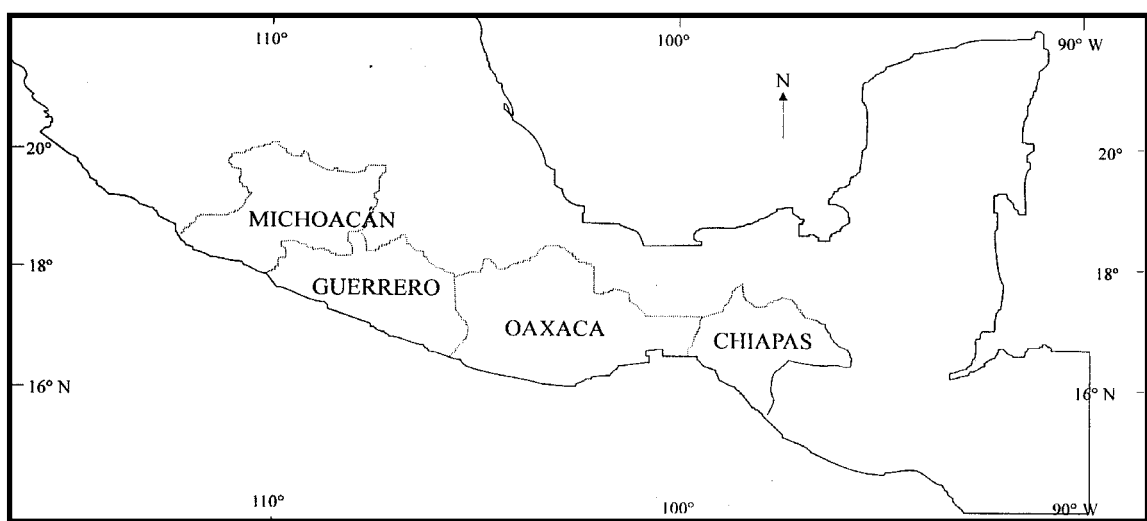 110°
100°
90° W
N
20°
20°
MICHOACÁN
18°
18°
GUERRERO
OAXACA
CHIAPAS
16° N
16° N
110°
100°
90° W